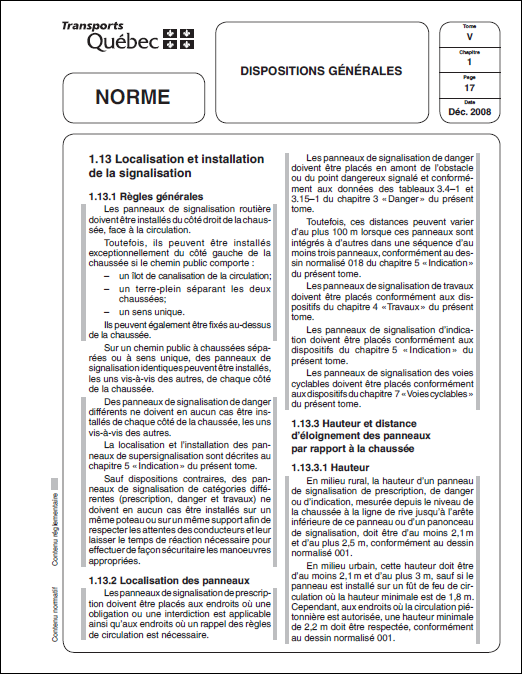 Transports
Québec
NORME
DISPOSITIONS GÉNÉRALES
Tome
V
Chapitre
1
Page
17
Date
Déc. 2008
1.13 Localisation et installation
de la signalisation
1.13.1 Règles générales
Les panneaux de signalisation routière
doivent être installés du côté droit de la chaus-
sée, face à la circulation.
Toutefois, ils peuvent être installés
exceptionnellement du côté gauche de la
chaussée si le chemin public comporte :
– un îlot de canalisation de la circulation;
– un terre-plein séparant les deux
chaussées;
– un sens unique.
Ils peuvent également être fixés au-dessus
de la chaussée.
Sur un chemin public à chaussées sépa-
rées ou à sens unique, des panneaux de
signalisation identiques peuvent être installés,
les uns vis-à-vis des autres, de chaque côté
de la chaussée.
Des panneaux de signalisation de danger
différents ne doivent en aucun cas être ins-
tallés de chaque côté de la chaussée, les uns
vis-à-vis des autres.
La localisation et l'installation des pan-
neaux de supersignalisation sont décrites au
chapitre 5 « Indication » du présent tome.
Sauf dispositions contraires, des pan-
neaux de signalisation de catégories diffé-
rentes (prescription, danger et travaux) ne
doivent en aucun cas être installés sur un
même poteau ou sur un même support afin de
respecter les attentes des conducteurs et leur
laisser le temps de réaction nécessaire pour
effectuer de façon sécuritaire les manoeuvres
appropriées.
1.13.2 Localisation des panneaux
Les panneaux de signalisation de prescrip-
tion doivent être placés aux endroits où une
obligation ou une interdiction est applicable
ainsi qu'aux endroits où un rappel des règles
de circulation est nécessaire.
Les panneaux de signalisation de danger
doivent être placés en amont de l'obstacle
ou du point dangereux signalé et conformé-
ment aux données des tableaux 3.4–1 et
3.15–1 du chapitre 3 « Danger » du présent
tome.
Toutefois, ces distances peuvent varier
d'au plus 100 m lorsque ces panneaux sont
intégrés à d'autres dans une séquence d'au
moins trois panneaux, conformément au des-
sin normalisé 018 du chapitre 5 « Indication »
du présent tome.
Les panneaux de signalisation de travaux
doivent être placés conformément aux dis-
positifs du chapitre 4 « Travaux » du présent
tome.
Les panneaux de signalisation d'indica-
tion doivent être placés conformément aux
dispositifs du chapitre 5 « Indication » du
présent tome.
Les panneaux de signalisation des voies
cyclables doivent être placés conformément
aux dispositifs du chapitre 7 « Voies cyclables »
du présent tome.
1.13.3 Hauteur et distance
d'éloignement des panneaux
par rapport à la chaussée
1.13.3.1 Hauteur
En milieu rural, la hauteur d'un panneau
de signalisation de prescription, de danger
ou d'indication, mesurée depuis le niveau de
la chaussée à la ligne de rive jusqu'à l'arête
inférieure de ce panneau ou d'un panonceau
de signalisation, doit être d'au moins 2,1 m
et d'au plus 2,5 m, conformément au dessin
normalisé 001.
En milieu urbain, cette hauteur doit être
d'au moins 2,1 m et d'au plus 3 m, sauf si le
panneau est installé sur un fût de feu de cir-
culation où la hauteur minimale est de 1,8 m.
Cependant, aux endroits où la circulation pié-
tonnière est autorisée, une hauteur minimale
de 2,2 m doit être respectée, conformément
au dessin normalisé 001.
Contenu réglementaire
Contenu normatif